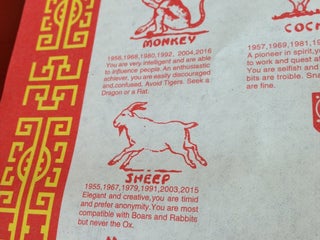 MONKEY
1956,1968,1980,1992, 2004,2016
You are very inteligent and are able
to influence people. An enthusiastic
achiever, you are easily discouraged
and,confused. Avoid Tigers. Seek a
Dragon or a Rat.
SHEEP
1955,1967,1979,1991,2003,2015
Elegant and creative,you are timid
and prefer anonymity.You are most
compatible with Boars and Rabbits
but never the Ox.
COC
1957,1969,1981,19
A pioneer in spirit,y
to work and quest a
You are selfish and
bits are trouble. Sna
are fine.